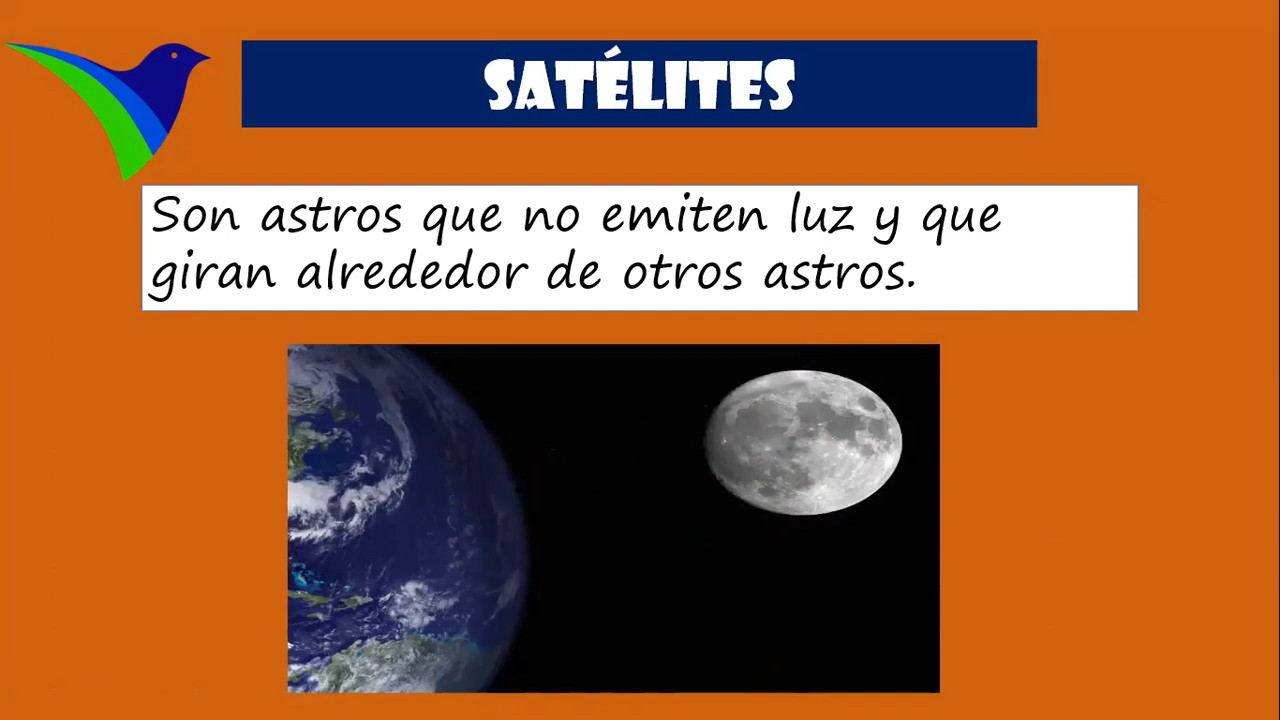 SATÉLITES
Son astros que no emiten luz y que
giran alrededor de otros astros.